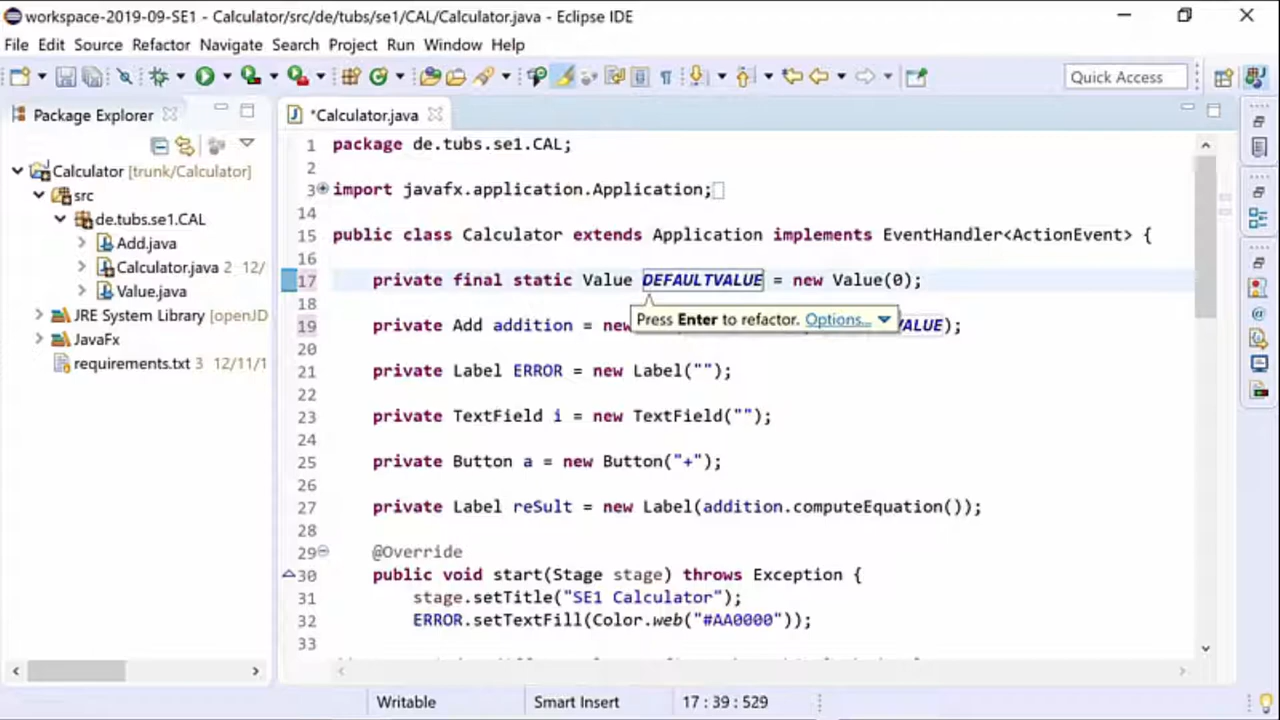 workspace-2019-09-SE1 - Calculator/src/de/tubs/se1/CAL/Calculator.java - Eclipse IDE
File Edit Source Refactor Navigate Search Project Run Window Help
Quick Access
Package Explorer
Calculator [trunk/Calculator]
src
de.tubs.se1.CAL
Add.java
Calculator.java 2 12/
Value.java
JRE System Library [openJD
JavaFx
requirements.txt 3 12/11/1
*Calculator.java
1 package de.tubs.se1.CAL;
2
3 import javafx.application.Application;
14
15 public class Calculator extends Application implements EventHandler<ActionEvent> {
16
17 private final static Value DEFAULTVALUE = new Value(0);
18
Press Enter to refactor. Options...
19 private Add addition = new VALUE);
20
21 private Label ERROR = new Label("");
22
23 private TextField i = new TextField("");
24
25 private Button a = new Button("+");
26
27 private Label reSult = new Label(addition.computeEquation());
28
29 @Override
30 public void start(Stage stage) throws Exception {
31 stage.setTitle("SE1 Calculator");
32 ERROR.setTextFill(Color.web("#AA0000"));
33
Writable Smart Insert 17 : 39 : 529